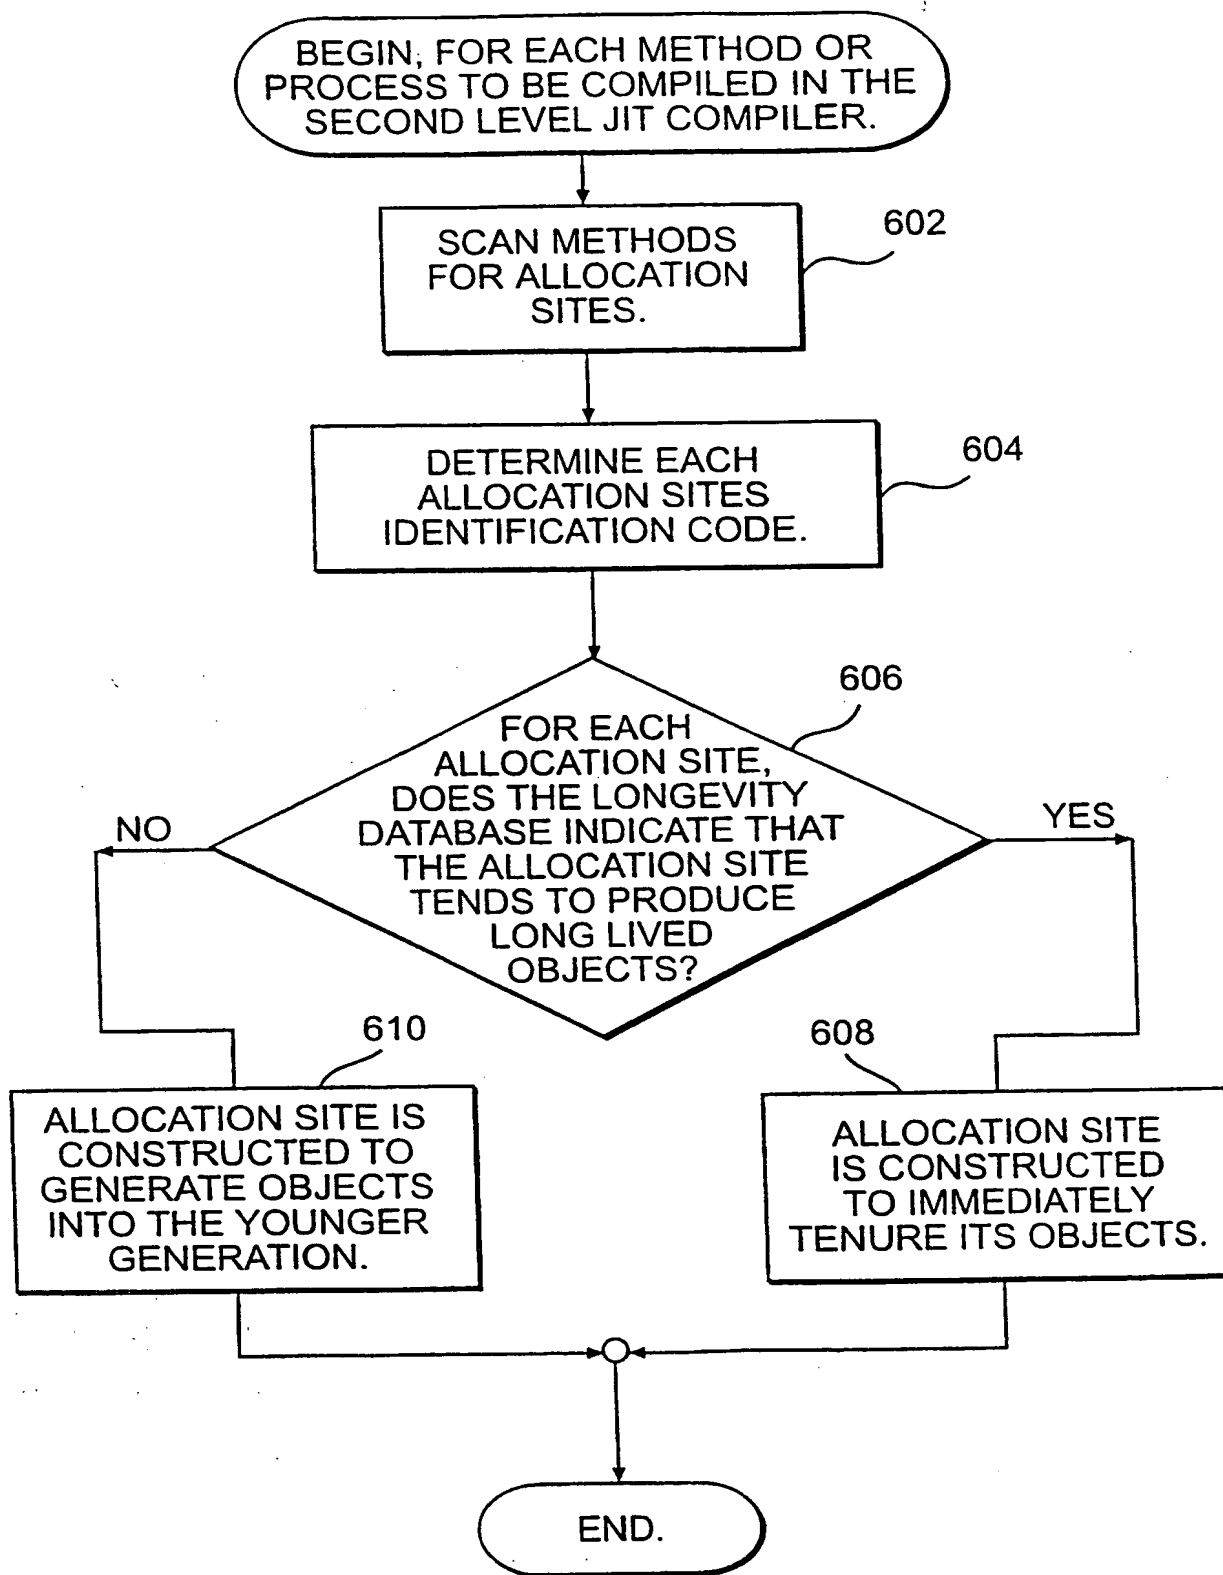 BEGIN, FOR EACH METHOD OR
PROCESS TO BE COMPILED IN THE
SECOND LEVEL JIT COMPILER.
602
SCAN METHODS
FOR ALLOCATION
SITES.
604
DETERMINE EACH
ALLOCATION SITES
IDENTIFICATION CODE.
606
FOR EACH
ALLOCATION SITE,
DOES THE LONGEVITY
DATABASE INDICATE THAT
THE ALLOCATION SITE
TENDS TO PRODUCE
LONG LIVED
OBJECTS?
NO
YES
610
ALLOCATION SITE IS
CONSTRUCTED TO
GENERATE OBJECTS
INTO THE YOUNGER
GENERATION.
608
ALLOCATION SITE
IS CONSTRUCTED
TO IMMEDIATELY
TENURE ITS OBJECTS.
END.